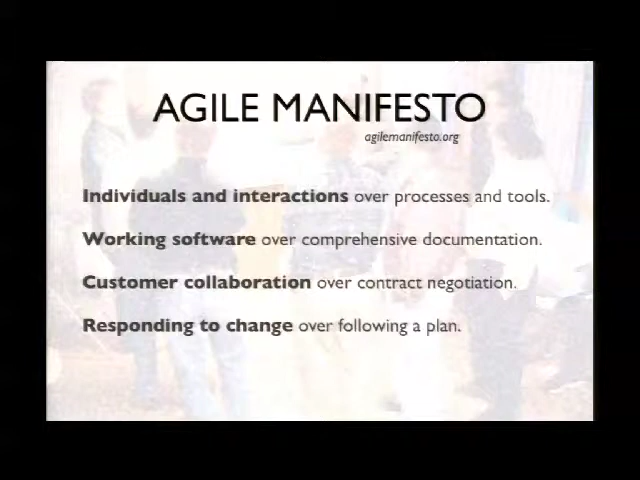 AGILE MANIFESTO
agilemanifesto.org
Individuals and interactions over processes and tools.
Working software over comprehensive documentation.
Customer collaboration over contract negotiation.
Responding to change over following a plan.